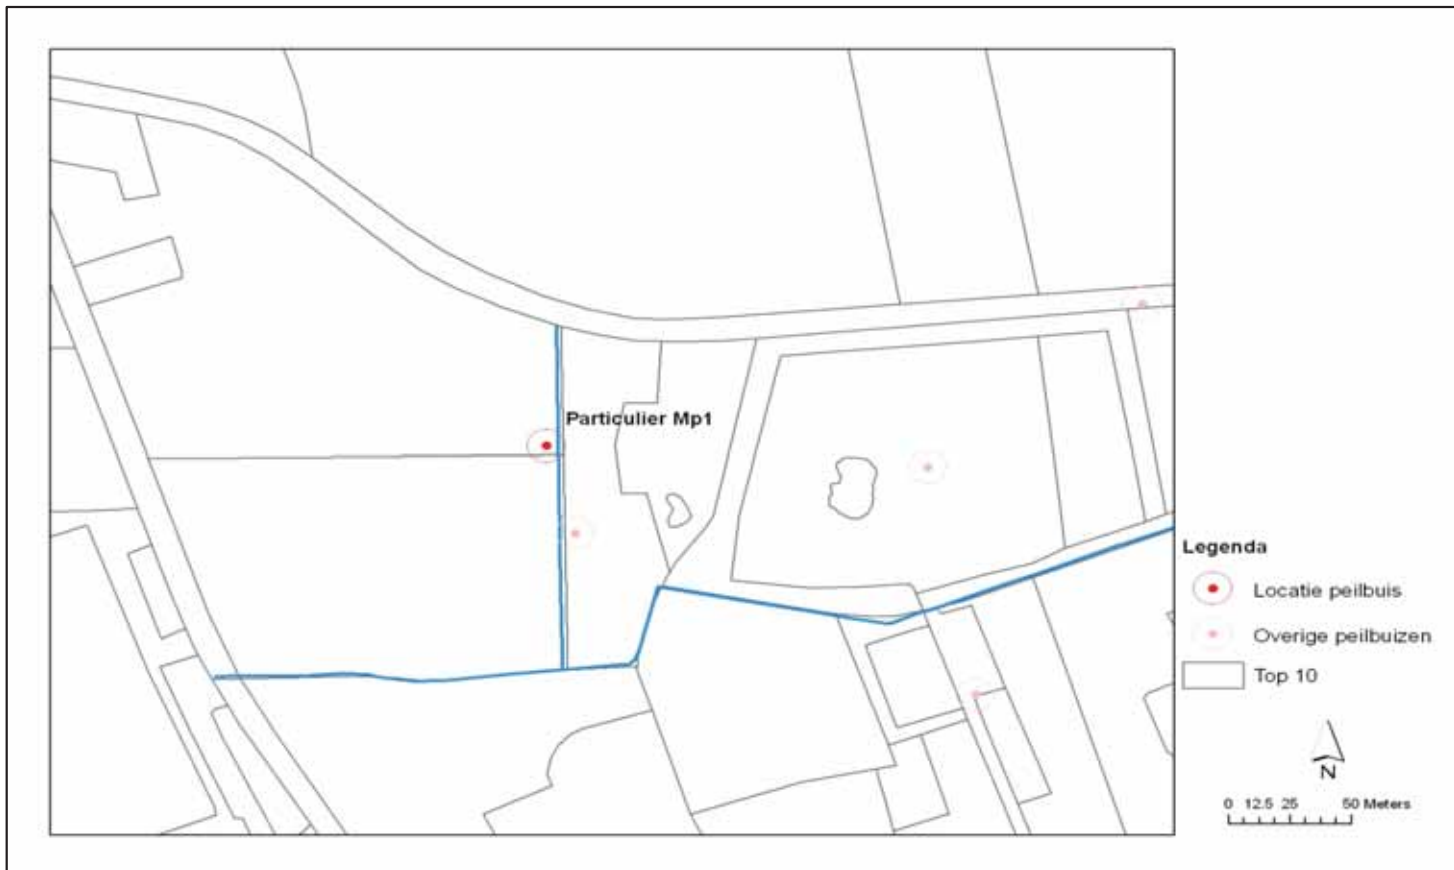 Particulier Mp1
Legenda
Locatie peilbuis
Overige peilbuizen
Top 10
N
0 12.5 25 50 Meters